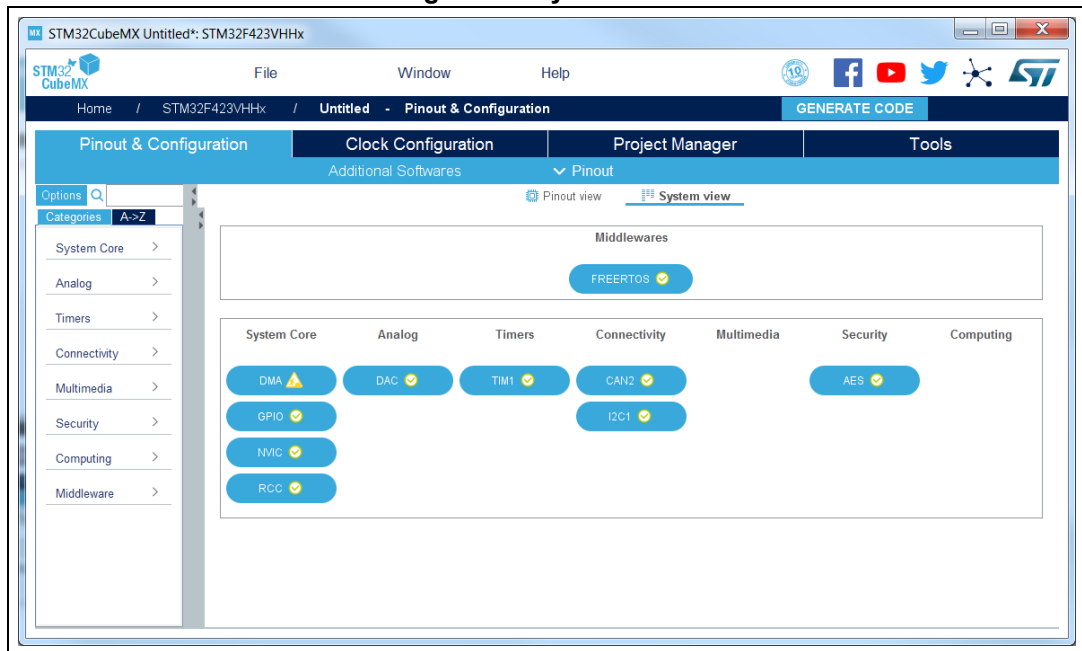 MX STM32CubeMX Untitled*: STM32F423VHHx
STM32 CubeMX File Window Help 10
Home / STM32F423VHHx / Untitled - Pinout & Configuration GENERATE CODE
Pinout & Configuration Clock Configuration Project Manager Tools
Additional Softwares Pinout
Options Pinout view System view
Categories A->Z
Middlewares
FREERTOS
System Core
Analog
Timers
Connectivity
Multimedia
Security
Computing
Middleware
System Core Analog Timers Connectivity Multimedia Security Computing
DMA DAC TIM1 CAN2 AES
GPIO I2C1
NVIC
RCC